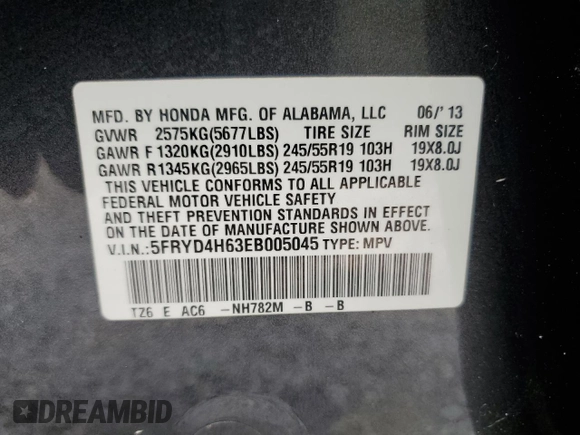 MFD. BY HONDA MFG. OF ALABAMA, LLC 06/'13
GVWR 2575KG(5677LBS) TIRE SIZE RIM SIZE
GAWR F 1320KG(2910LBS) 245/55R19 103H 19X8.0J
GAWR R1345KG(2965LBS) 245/55R19 103H 19X8.0J
THIS VEHICLE CONFORMS TO ALL APPLICABLE
FEDERAL MOTOR VEHICLE SAFETY
AND THEFT PREVENTION STANDARDS IN EFFECT
ON THE DATE OF MANUFACTURE SHOWN ABOVE.
V.I.N.:5FRYD4H63EB005045 TYPE: MPV
TZ6 E AC6 -NH782M -B -B
DREAMBID